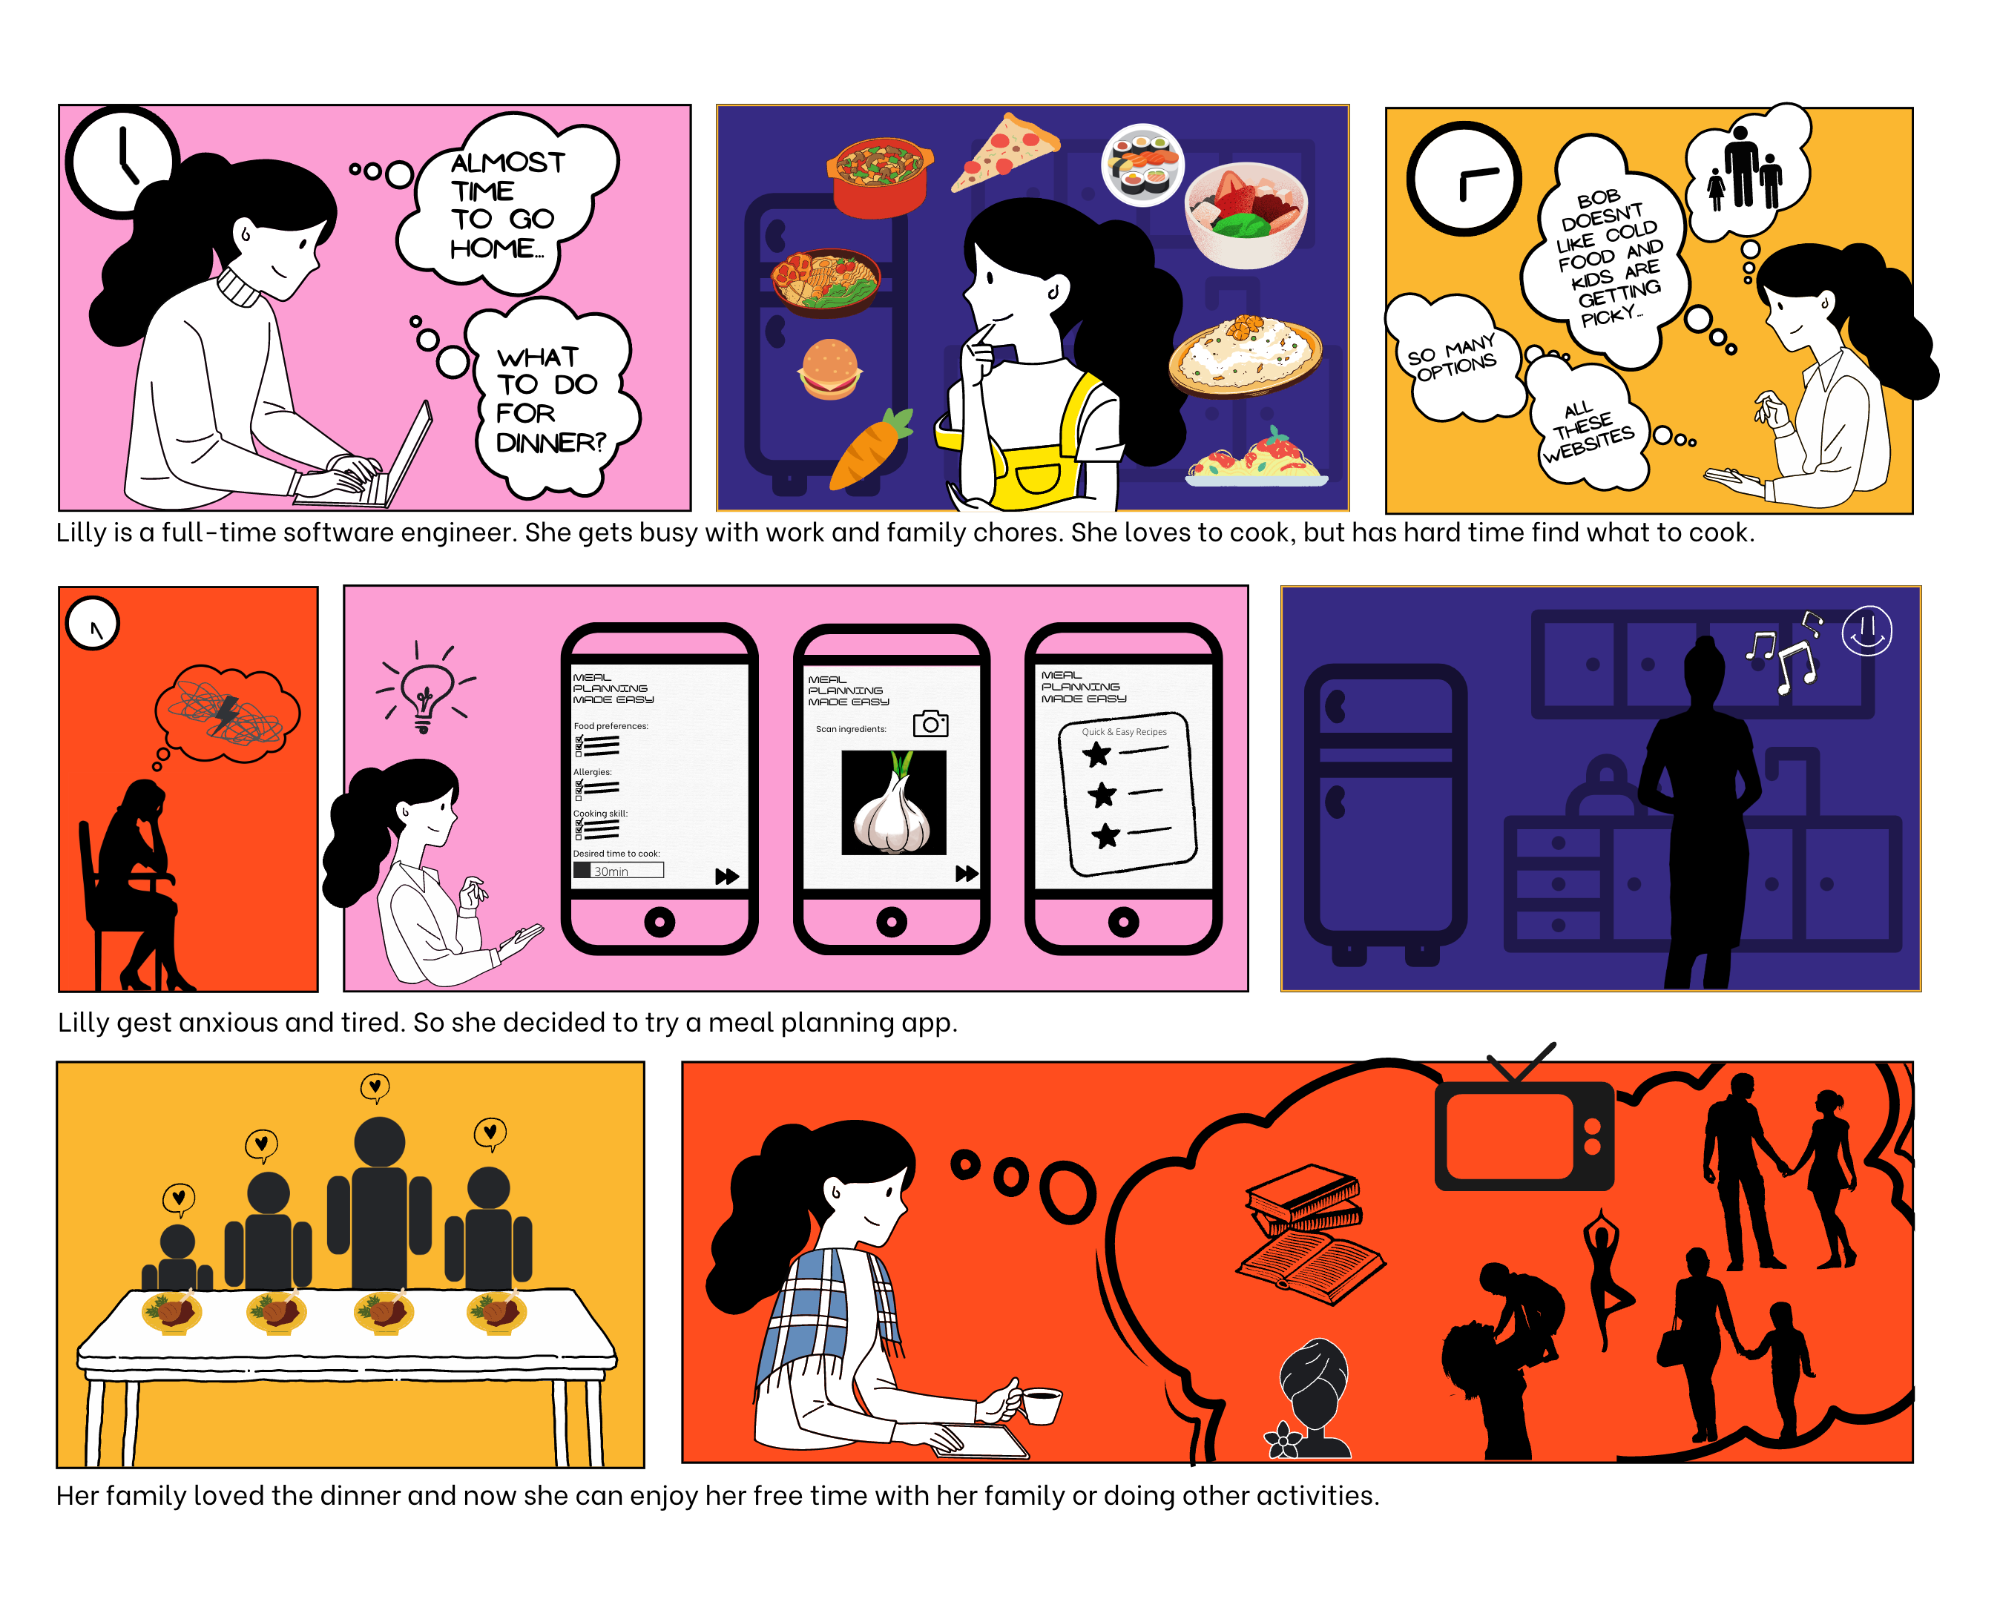 ALMOST
TIME
TO GO
HOME...
WHAT
TO DO
FOR
DINNER?
BOB
DOESN'T
LIKE COLD
FOOD AND
KIDS ARE
GETTING
PICKY...
SO MANY
OPTIONS
ALL
THESE
WEBSITES
Lilly is a full-time software engineer. She gets busy with work and family chores. She loves to cook, but has hard time find what to cook.
MEAL
PLANNING
MADE EASY
Food preferences:
Allergies:
Cooking skill:
Desired time to cook:
30min
MEAL
PLANNING
MADE EASY
Scan ingredients:
MEAL
PLANNING
MADE EASY
Quick & Easy Recipes
Lilly gest anxious and tired. So she decided to try a meal planning app.
Her family loved the dinner and now she can enjoy her free time with her family or doing other activities.